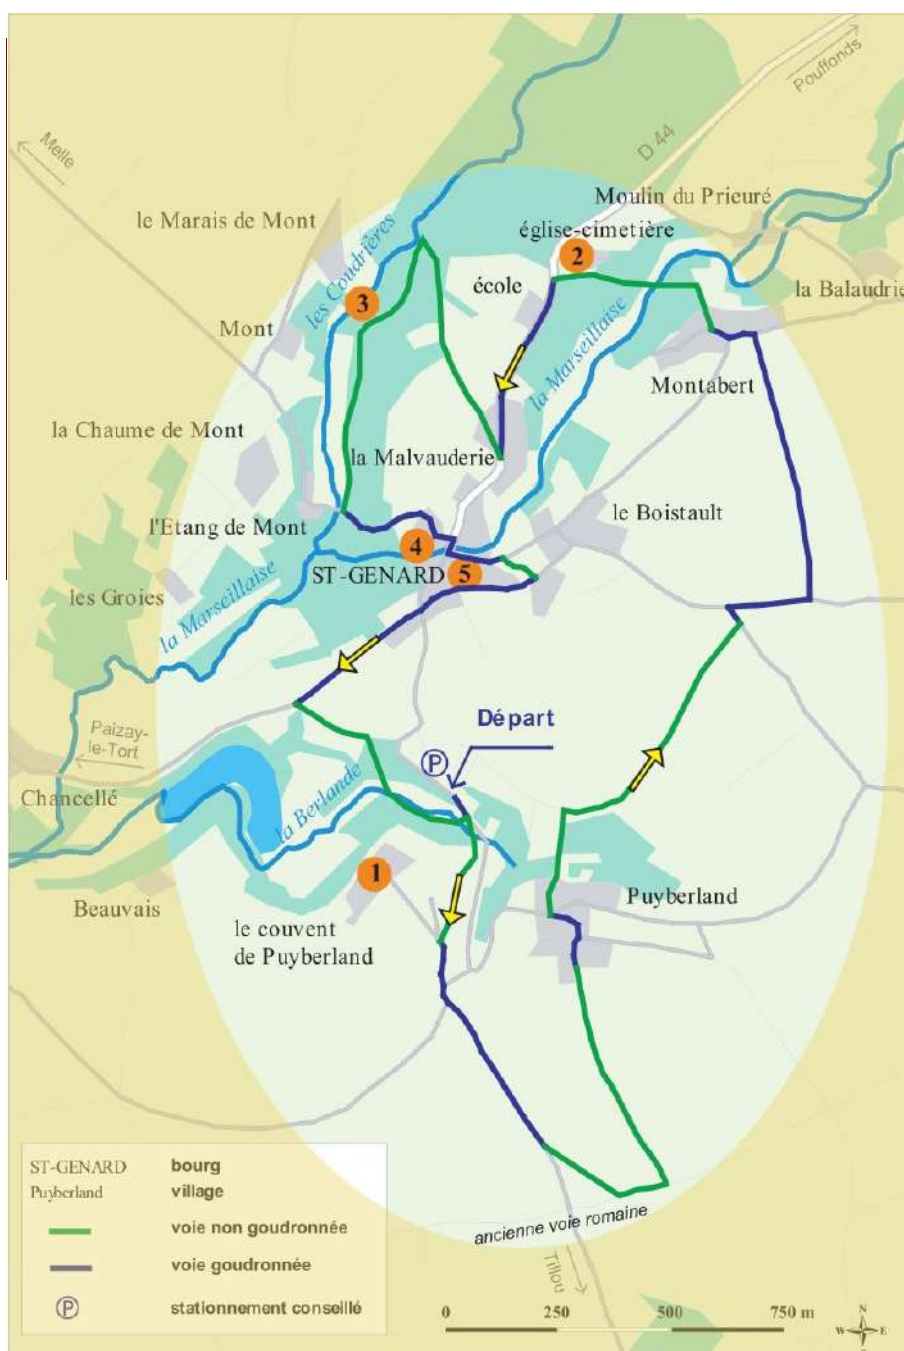 Pouffonds
D 44
Melle
Moulin du Prieuré
le Marais de Mont
église-cimetière
2
les Coudrières
école
la Balaudrie
3
Mont
la Marseillaise
Montabert
la Chaume de Mont
la Malvauderie
l'Etang de Mont
le Boistault
4
ST-GENARD
5
les Groies
la Marseillaise
Départ
Paizay-
le-Tort
P
Chancellé
la Berlande
1
Puyberland
Beauvais
le couvent
de Puyberland
ancienne voie romaine
Tillou
ST-GENARD bourg
Puyberland village
voie non goudronnée
voie goudronnée
P stationnement conseillé
0 250 500 750 m
N
W E